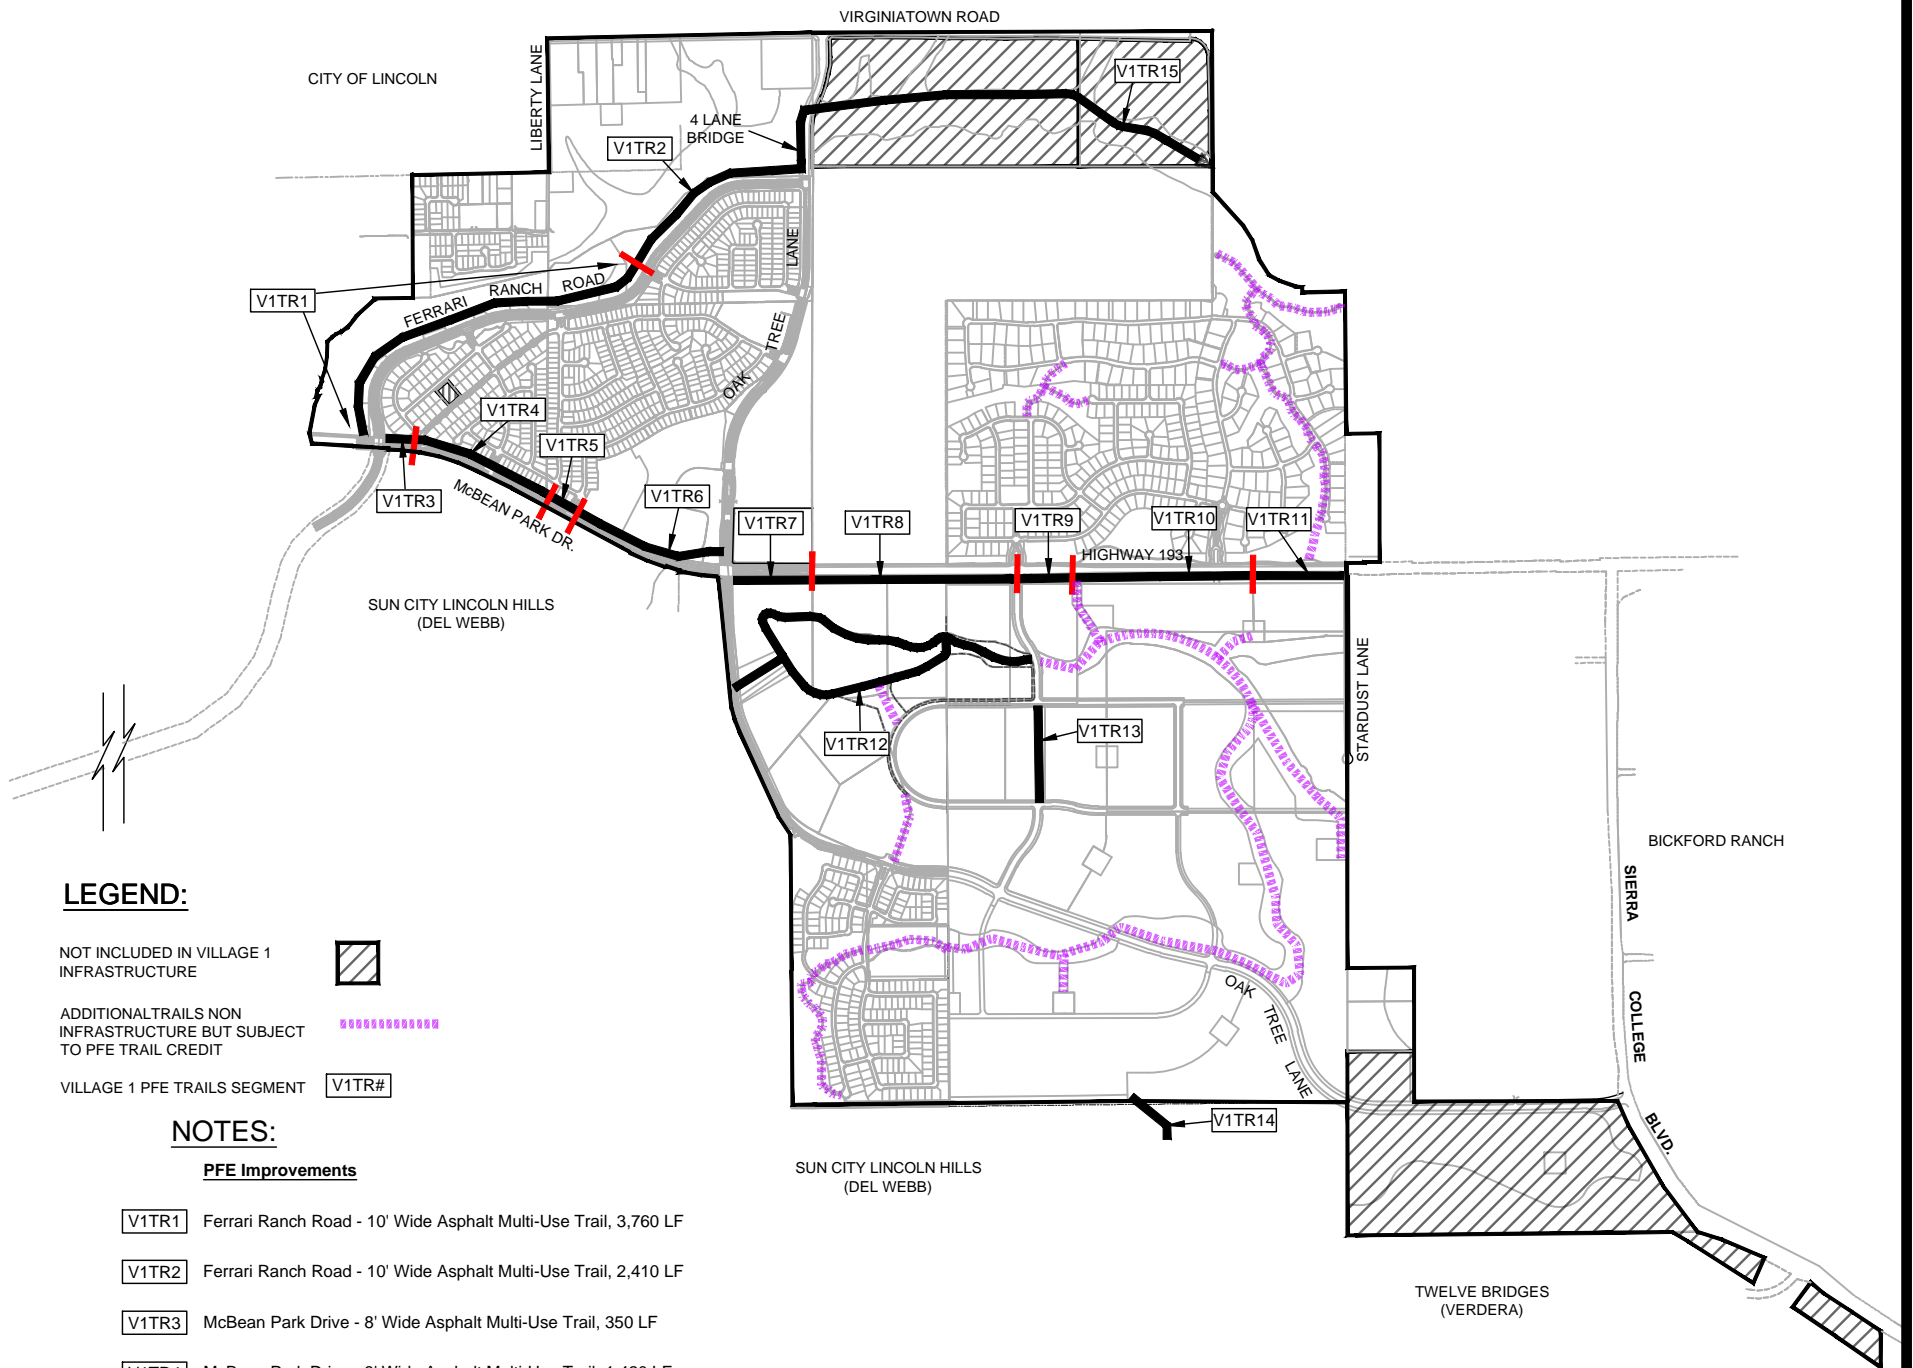 VIRGINIATOWN ROAD
CITY OF LINCOLN
LIBERTY LANE
V1TR15
4 LANE
BRIDGE
V1TR2
LANE
TREE
OAK
V1TR1
FERRARI RANCH ROAD
V1TR4
V1TR5
V1TR3
McBEAN PARK DR.
V1TR6
V1TR7
V1TR8
V1TR9
V1TR10
V1TR11
HIGHWAY 193
SUN CITY LINCOLN HILLS
(DEL WEBB)
STARDUST LANE
V1TR12
V1TR13
BICKFORD RANCH
SIERRA
COLLEGE
BLVD.
OAK
TREE
LANE
V1TR14
SUN CITY LINCOLN HILLS
(DEL WEBB)
TWELVE BRIDGES
(VERDERA)
LEGEND:
NOT INCLUDED IN VILLAGE 1
INFRASTRUCTURE
ADDITIONALTRAILS NON
INFRASTRUCTURE BUT SUBJECT
TO PFE TRAIL CREDIT
VILLAGE 1 PFE TRAILS SEGMENT V1TR#
NOTES:
PFE Improvements
V1TR1 Ferrari Ranch Road - 10' Wide Asphalt Multi-Use Trail, 3,760 LF
V1TR2 Ferrari Ranch Road - 10' Wide Asphalt Multi-Use Trail, 2,410 LF
V1TR3 McBean Park Drive - 8' Wide Asphalt Multi-Use Trail, 350 LF